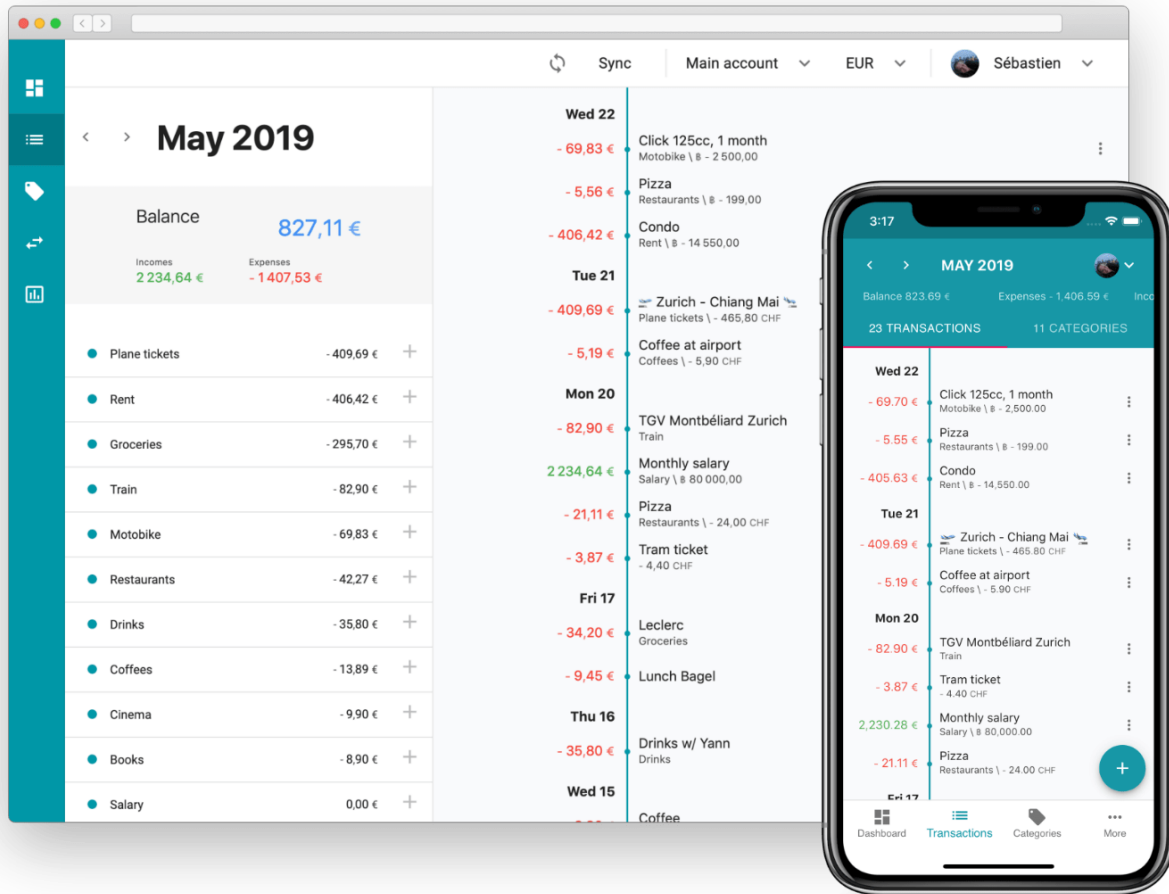 Sync
Main account
EUR
Sébastien
May 2019
Balance
827,11 €
Incomes
Expenses
2 234,64 €
- 1 407,53 €
Plane tickets
- 409,69 €
Rent
- 406,42 €
Groceries
- 295,70 €
Train
- 82,90 €
Motobike
- 69,83 €
Restaurants
- 42,27 €
Drinks
- 35,80 €
Coffees
- 13,89 €
Cinema
- 9,90 €
Books
- 8,90 €
Salary
0,00 €
Wed 22
- 69,83 €
Click 125cc, 1 month
Motobike \ ฿ - 2 500,00
- 5,56 €
Pizza
Restaurants \ ฿ - 199,00
- 406,42 €
Condo
Rent \ ฿ - 14 550,00
Tue 21
- 409,69 €
🛫 Zurich - Chiang Mai 🛬
Plane tickets \ - 465,80 CHF
- 5,19 €
Coffee at airport
Coffees \ - 5,90 CHF
Mon 20
- 82,90 €
TGV Montbéliard Zurich
Train
2 234,64 €
Monthly salary
Salary \ ฿ 80 000,00
- 21,11 €
Pizza
Restaurants \ - 24,00 CHF
- 3,87 €
Tram ticket
- 4,40 CHF
Fri 17
- 34,20 €
Leclerc
Groceries
- 9,45 €
Lunch Bagel
Thu 16
- 35,80 €
Drinks w/ Yann
Drinks
Wed 15
Coffee
3:17
MAY 2019
Balance 823.69 €
Expenses - 1,406.59 €
Inco
23 TRANSACTIONS
11 CATEGORIES
Wed 22
- 69.70 €
Click 125cc, 1 month
Motobike \ ฿ - 2,500.00
- 5.55 €
Pizza
Restaurants \ ฿ - 199.00
- 405.63 €
Condo
Rent \ ฿ - 14,550.00
Tue 21
- 409.69 €
🛫 Zurich - Chiang Mai 🛬
Plane tickets \ - 465.80 CHF
- 5.19 €
Coffee at airport
Coffees \ - 5.90 CHF
Mon 20
- 82.90 €
TGV Montbéliard Zurich
Train
- 3.87 €
Tram ticket
- 4.40 CHF
2,230.28 €
Monthly salary
Salary \ ฿ 80,000.00
- 21.11 €
Pizza
Restaurants \ - 24.00 CHF
Fri 17
Dashboard
Transactions
Categories
More